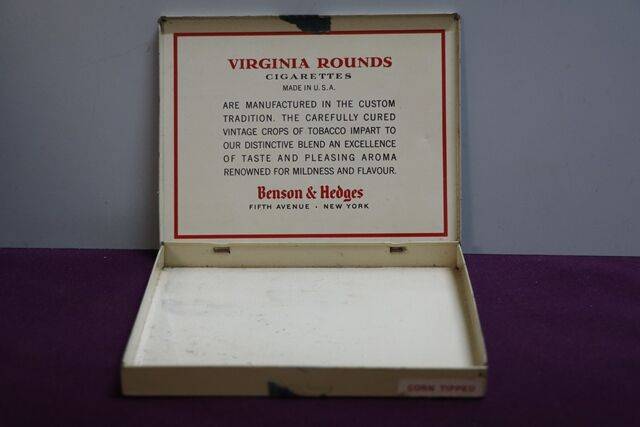 VIRGINIA ROUNDS
CIGARETTES
MADE IN U.S.A.
ARE MANUFACTURED IN THE CUSTOM
TRADITION. THE CAREFULLY CURED
VINTAGE CROPS OF TOBACCO IMPART TO
OUR DISTINCTIVE BLEND AN EXCELLENCE
OF TASTE AND PLEASING AROMA
RENOWNED FOR MILDNESS AND FLAVOUR.
Benson & Hedges
FIFTH AVENUE • NEW YORK
CORN TIPPED